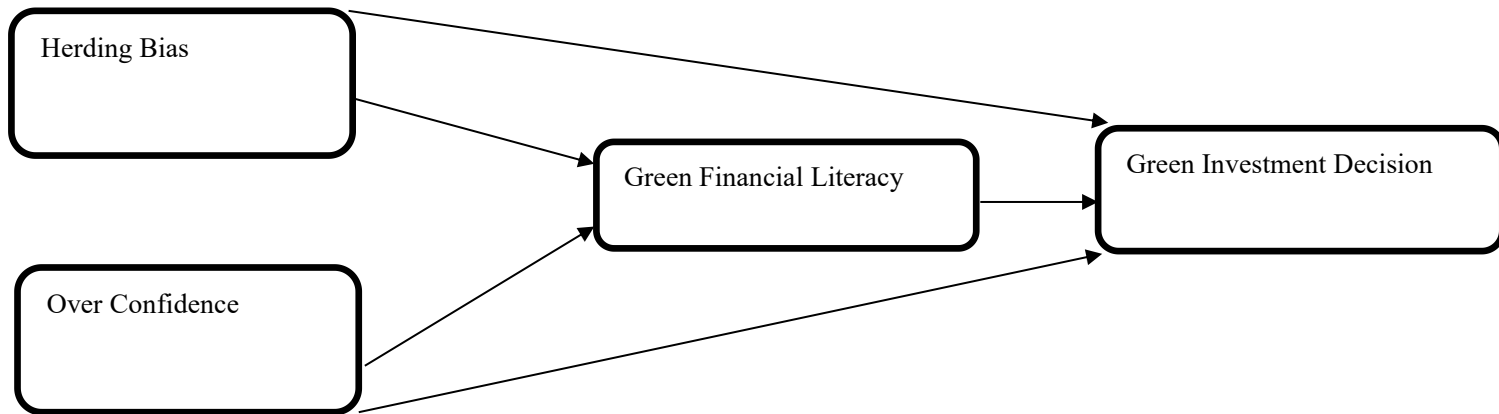 Herding Bias
Green Financial Literacy
Green Investment Decision
Over Confidence